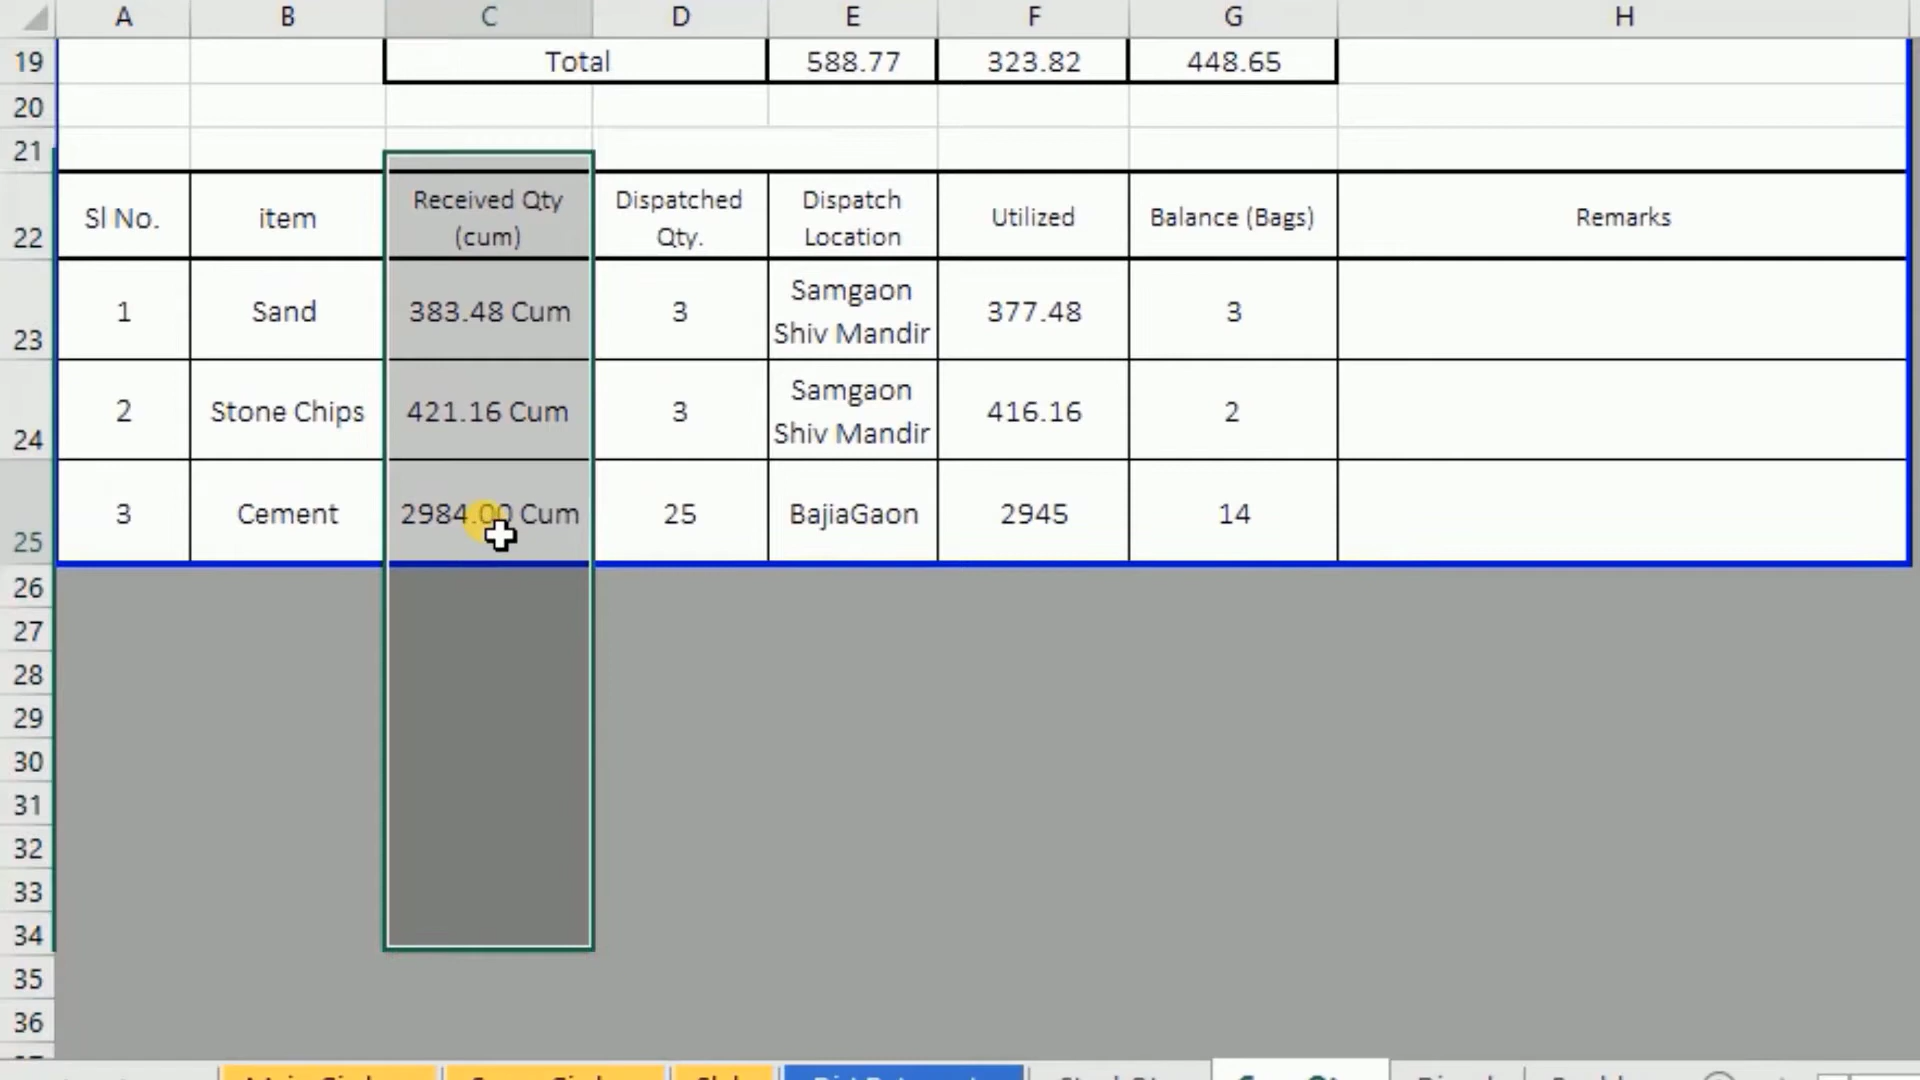 A B C D E F G H
19 Total 588.77 323.82 448.65
20
21
22 Sl No. item Received Qty (cum) Dispatched Qty. Dispatch Location Utilized Balance (Bags) Remarks
23 1 Sand 383.48 Cum 3 Samgaon Shiv Mandir 377.48 3
24 2 Stone Chips 421.16 Cum 3 Samgaon Shiv Mandir 416.16 2
25 3 Cement 2984.00 Cum 25 BajiaGaon 2945 14
26
27
28
29
30
31
32
33
34
35
36